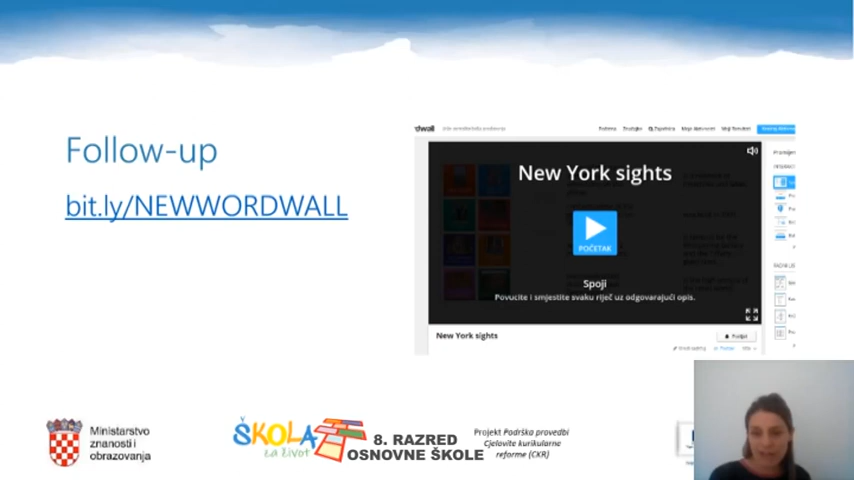 Follow-up
bit.ly/NEWWORDWALL
New York sights
POČETAK
Spoji
Povucite i smjestite svaku riječ uz odgovarajući opis.
New York sights
Ministarstvo
znanosti i
obrazovanja
ŠKOLA
za život
8. RAZRED
OSNOVNE ŠKOLE
Projekt Podrška provedbi
Cjelovite kurikularne
reforme (CKR)